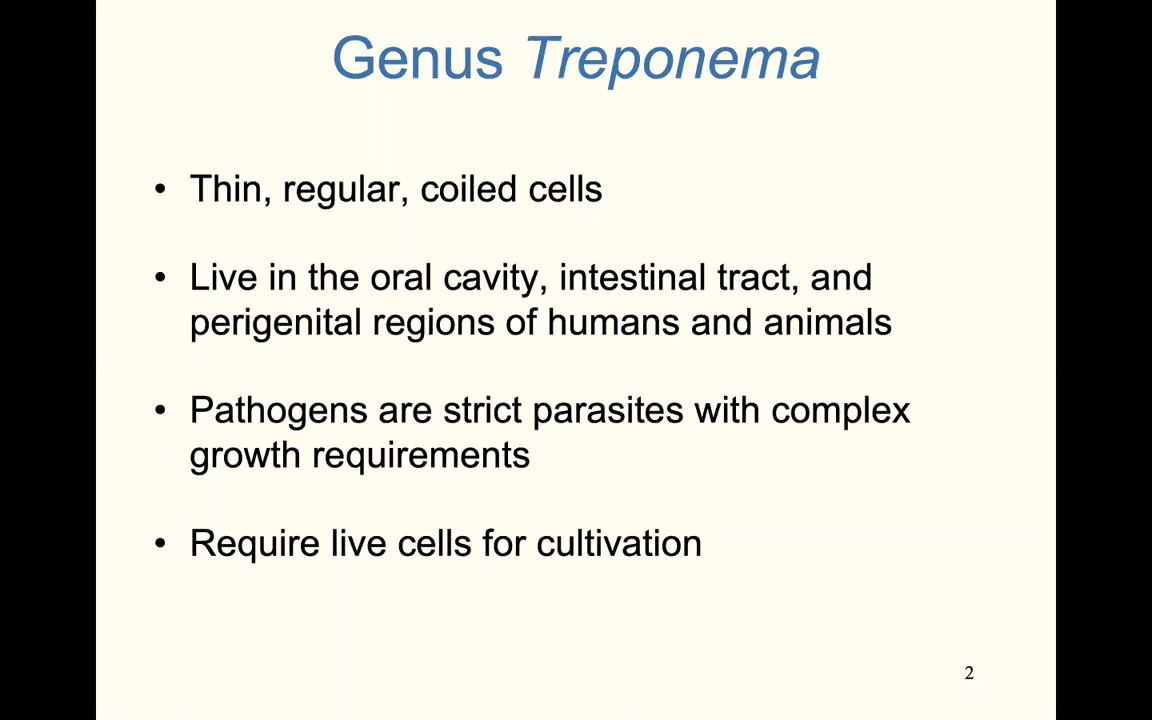 Genus Treponema
• Thin, regular, coiled cells
• Live in the oral cavity, intestinal tract, and
perigenital regions of humans and animals
• Pathogens are strict parasites with complex
growth requirements
• Require live cells for cultivation
2